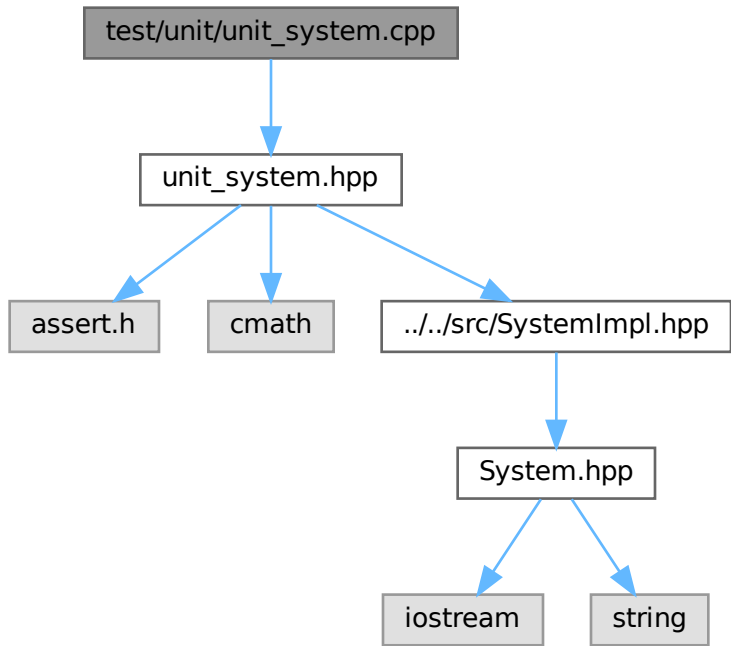 test/unit/unit_system.cpp
unit_system.hpp
assert.h
cmath
../../src/SystemImpl.hpp
System.hpp
iostream
string